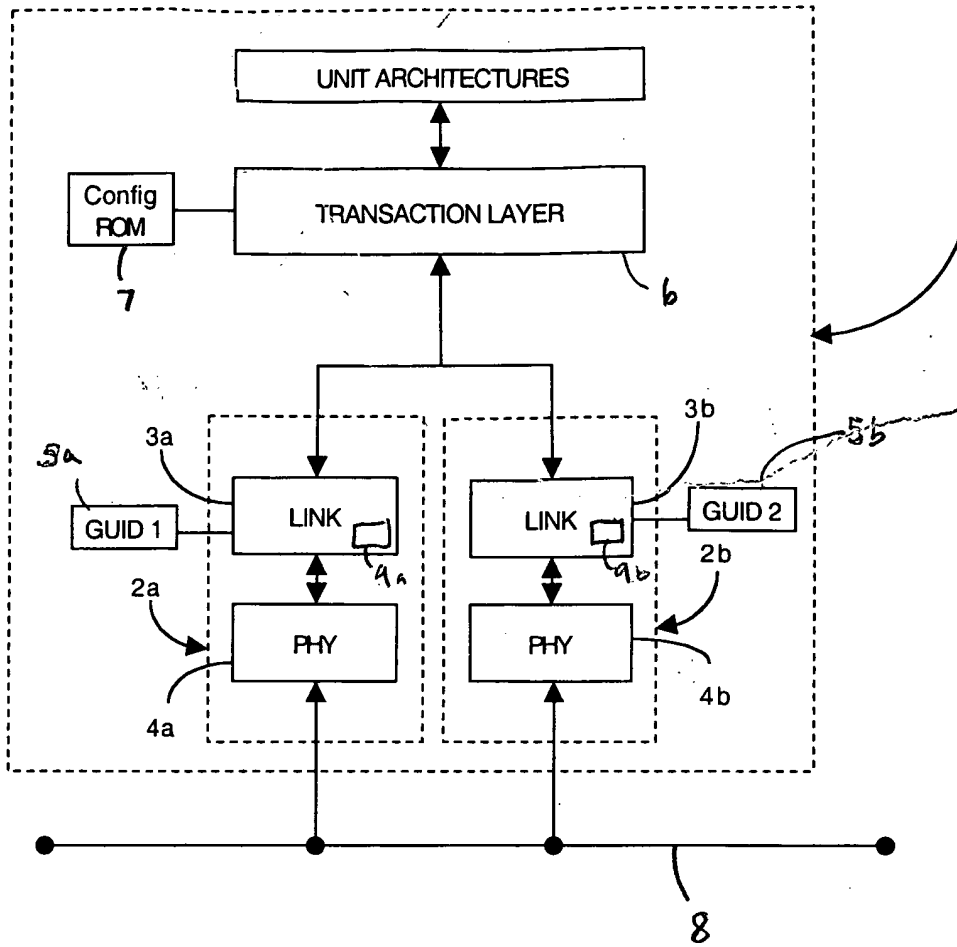 UNIT ARCHITECTURES
Config
ROM
TRANSACTION LAYER
7
6
3a
3b
5a
5b
GUID 1
LINK
LINK
GUID 2
9a
9b
2a
2b
PHY
PHY
4a
4b
8